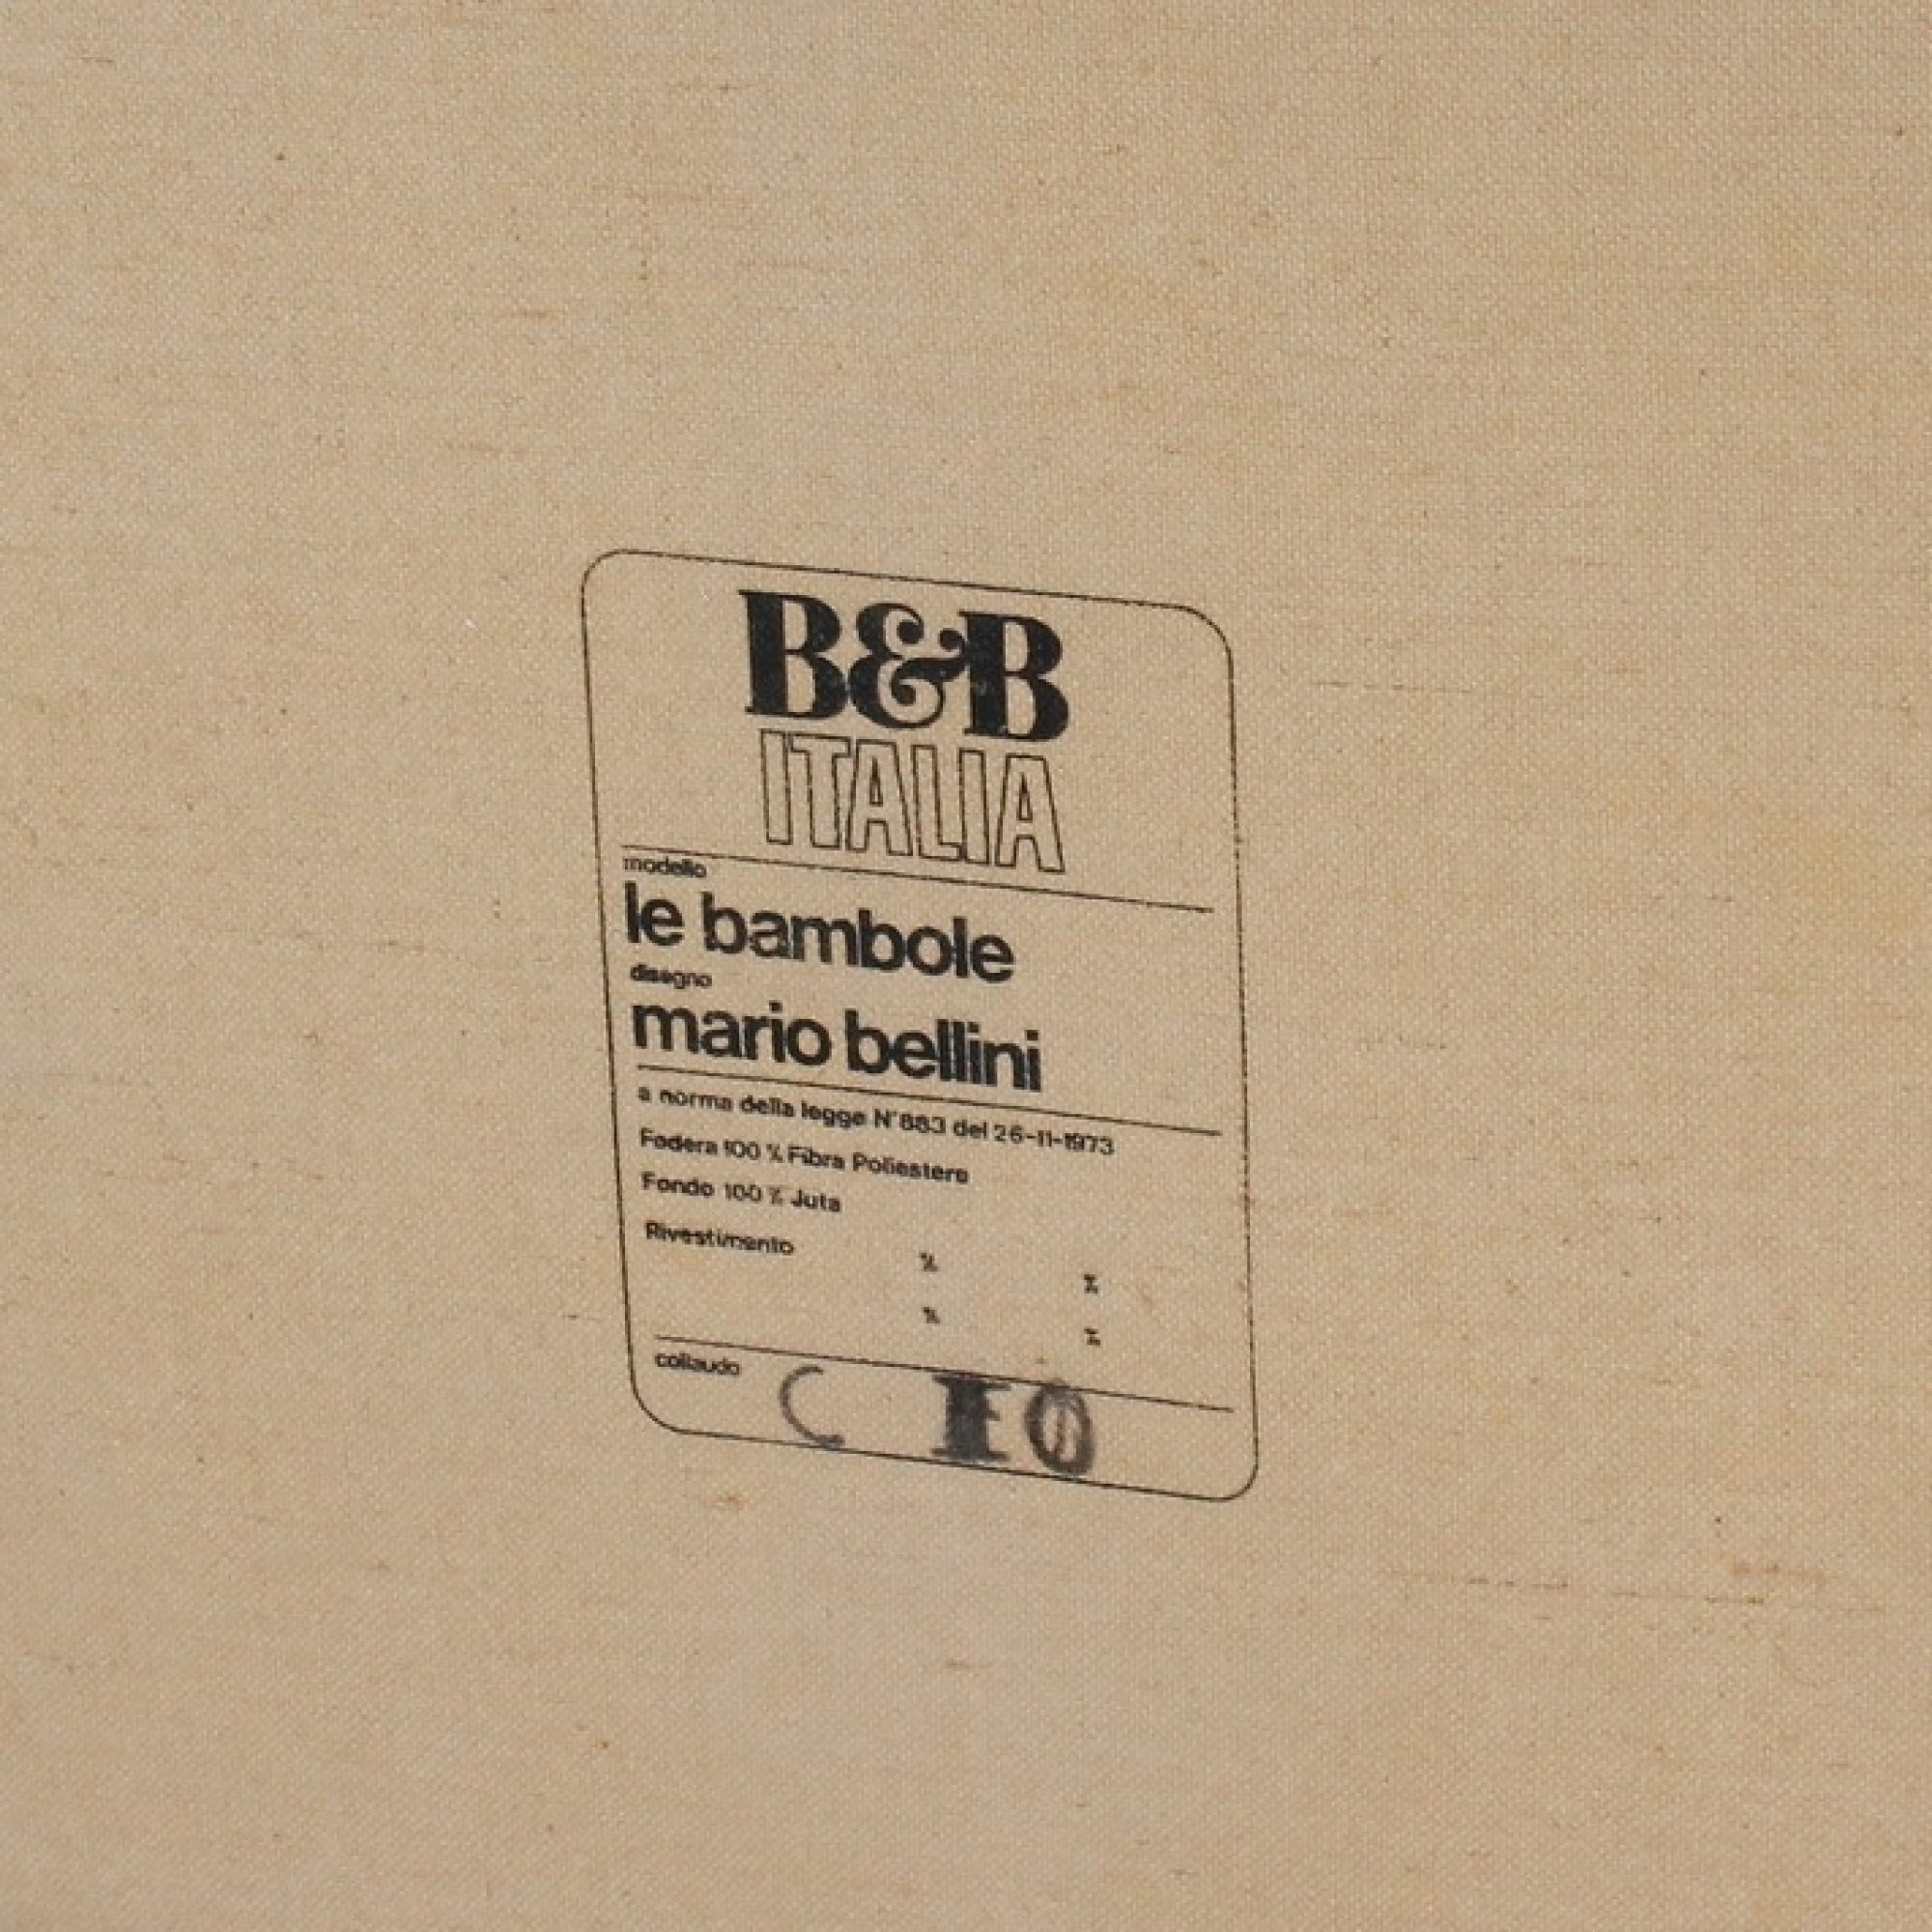 B&B
ITALIA
modello
le bambole
disegno
mario bellini
a norma della legge N° 883 del 26-11-1973
Fodera 100 % Fibra Poliestere
Fondo 100 % Juta
Rivestimento % %
% %
collaudo C